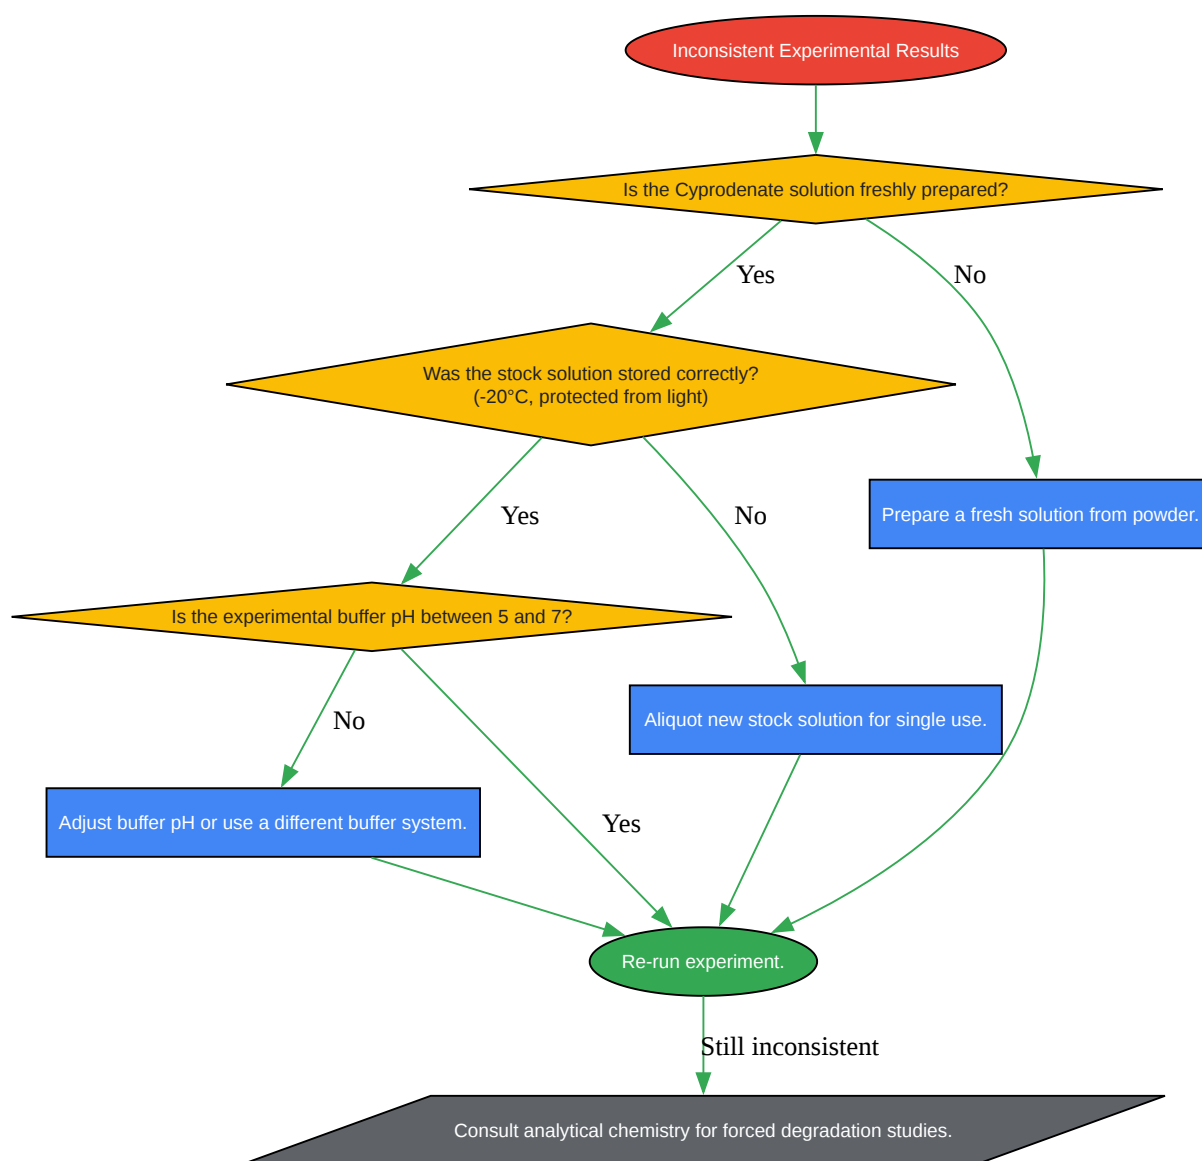 Inconsistent Experimental Results
Is the Cyprodenate solution freshly prepared?
Yes
No
Was the stock solution stored correctly?
(-20°C, protected from light)
Yes
No
Prepare a fresh solution from powder.
Is the experimental buffer pH between 5 and 7?
No
Yes
Aliquot new stock solution for single use.
Adjust buffer pH or use a different buffer system.
Re-run experiment.
Still inconsistent
Consult analytical chemistry for forced degradation studies.